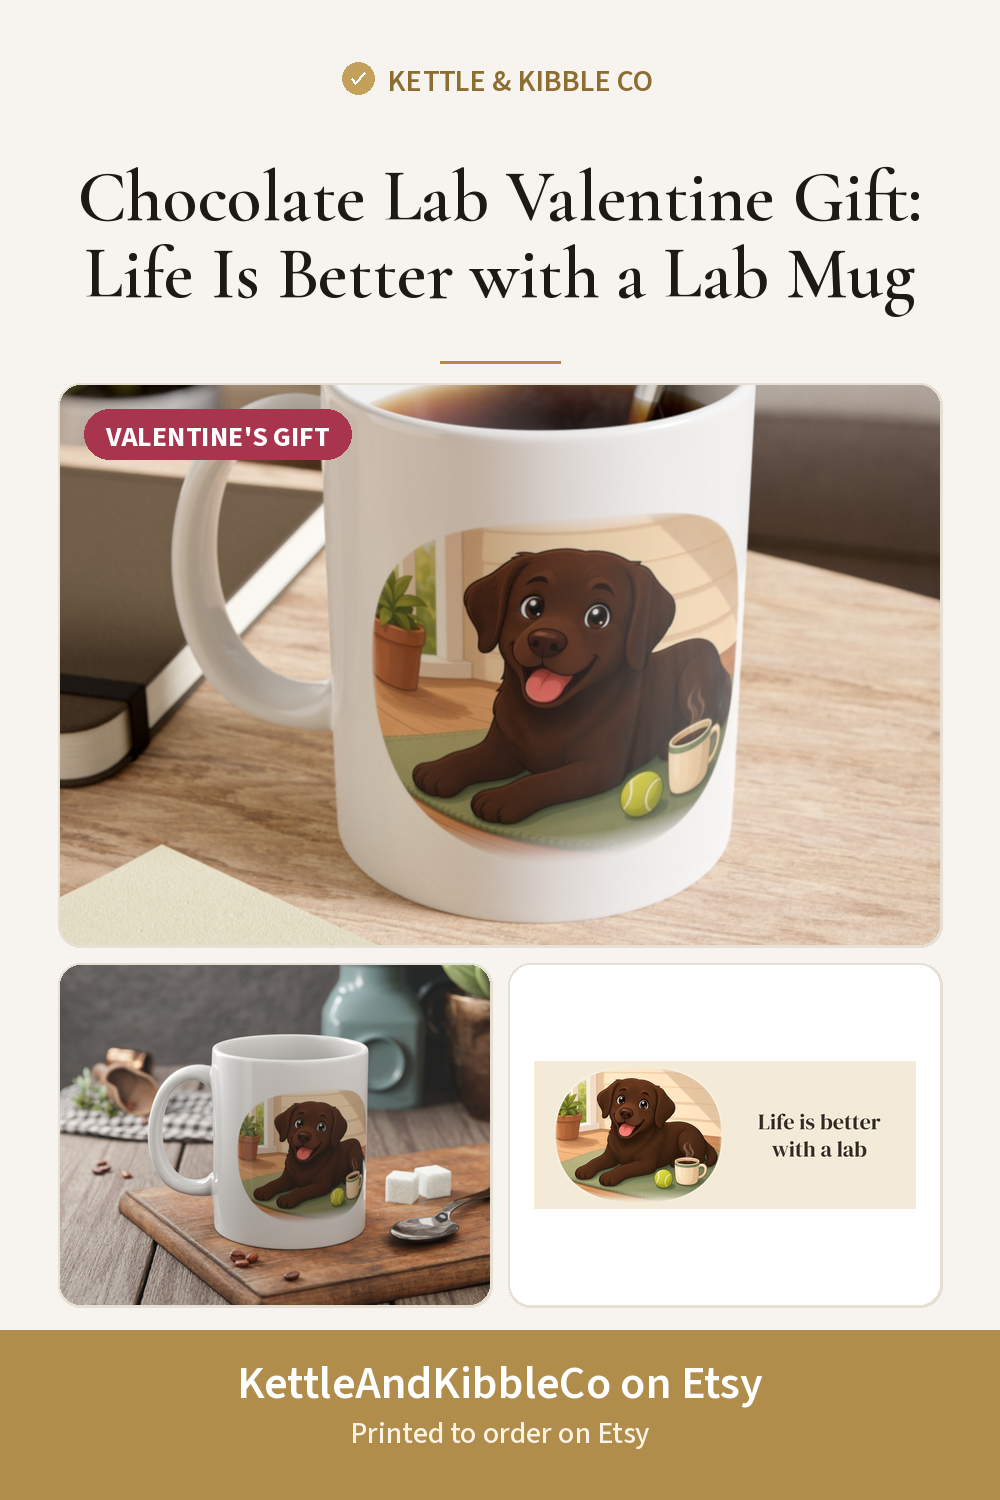 KETTLE & KIBBLE CO
Chocolate Lab Valentine Gift:
Life Is Better with a Lab Mug
VALENTINE'S GIFT
Life is better
with a lab
KettleAndKibbleCo on Etsy
Printed to order on Etsy